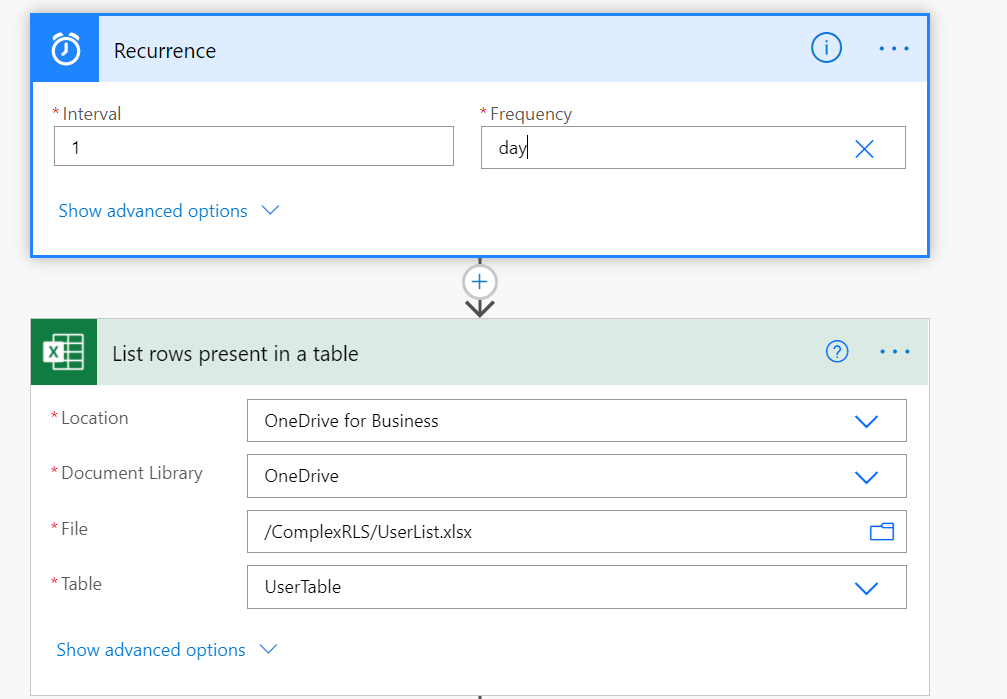 Recurrence
* Interval
* Frequency
1
day
Show advanced options
List rows present in a table
* Location
OneDrive for Business
* Document Library
OneDrive
* File
/ComplexRLS/UserList.xlsx
* Table
UserTable
Show advanced options